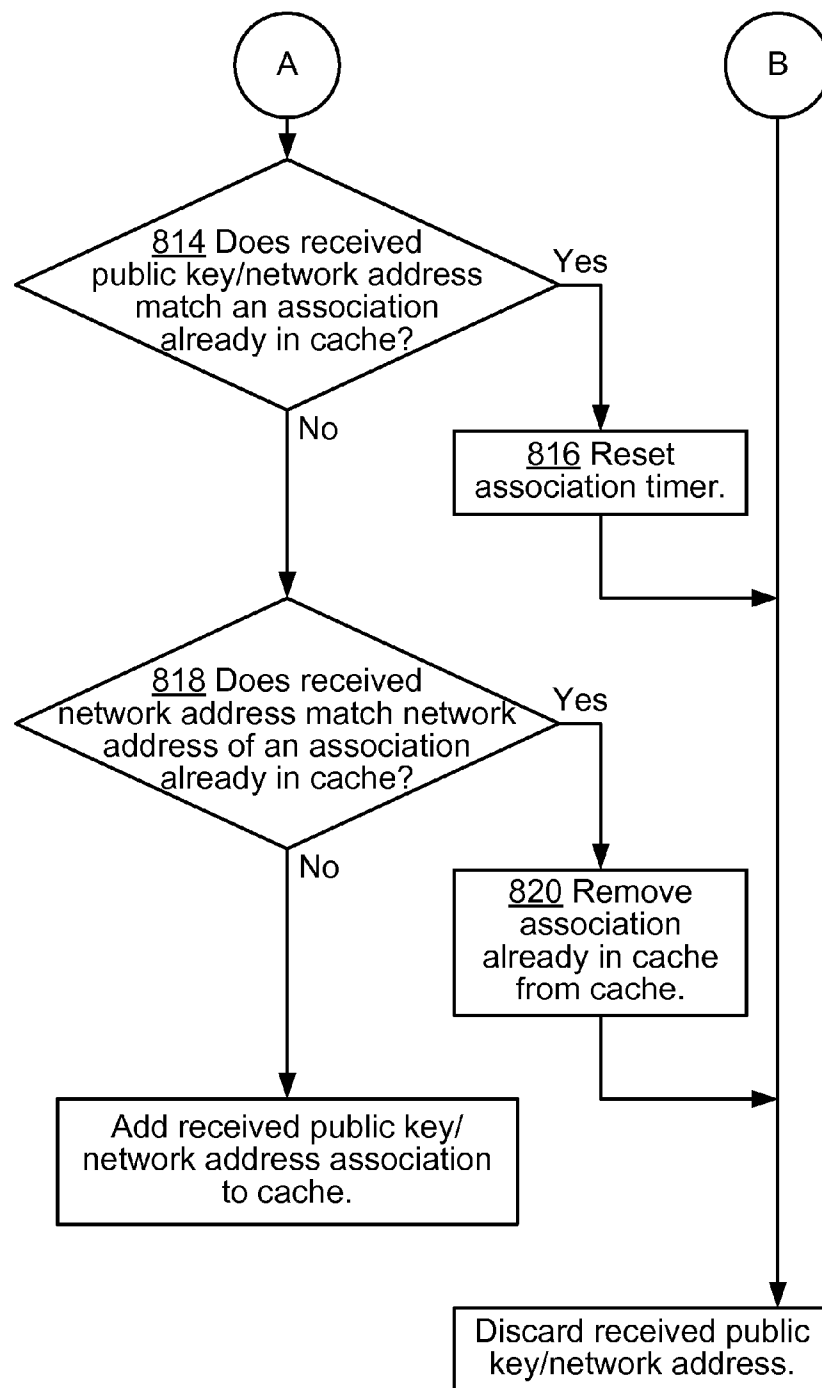 A
B
814 Does received
public key/network address
match an association
already in cache?
Yes
No
816 Reset
association timer.
818 Does received
network address match network
address of an association
already in cache?
Yes
No
820 Remove
association
already in cache
from cache.
Add received public key/
network address association
to cache.
Discard received public
key/network address.